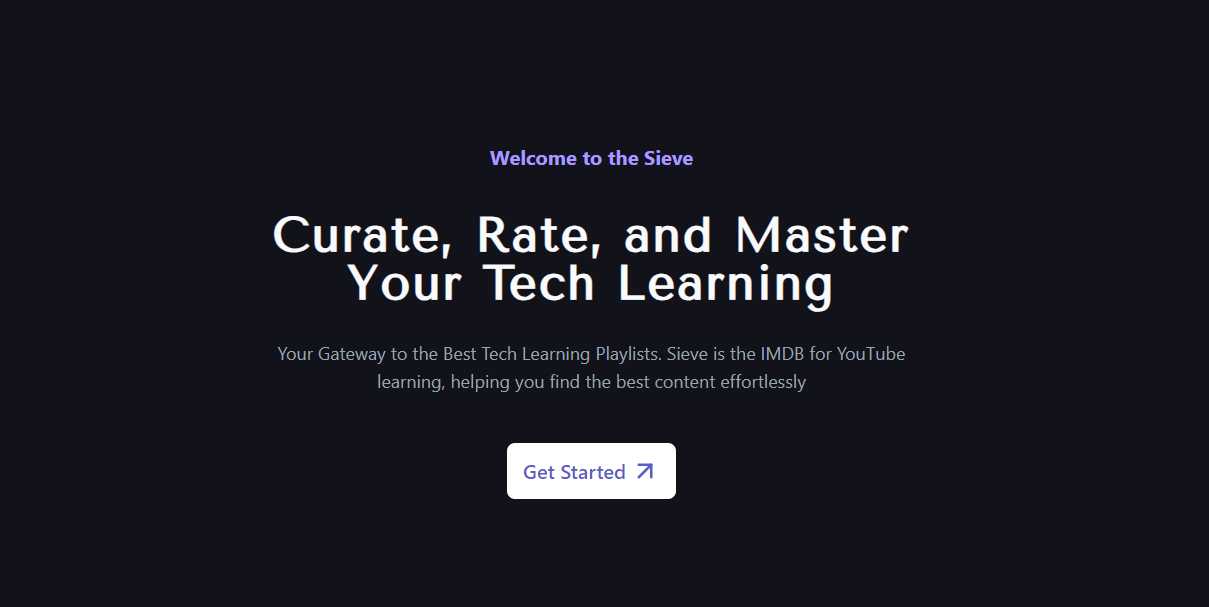 Welcome to the Sieve
Curate, Rate, and Master
Your Tech Learning
Your Gateway to the Best Tech Learning Playlists. Sieve is the IMDB for YouTube
learning, helping you find the best content effortlessly
Get Started